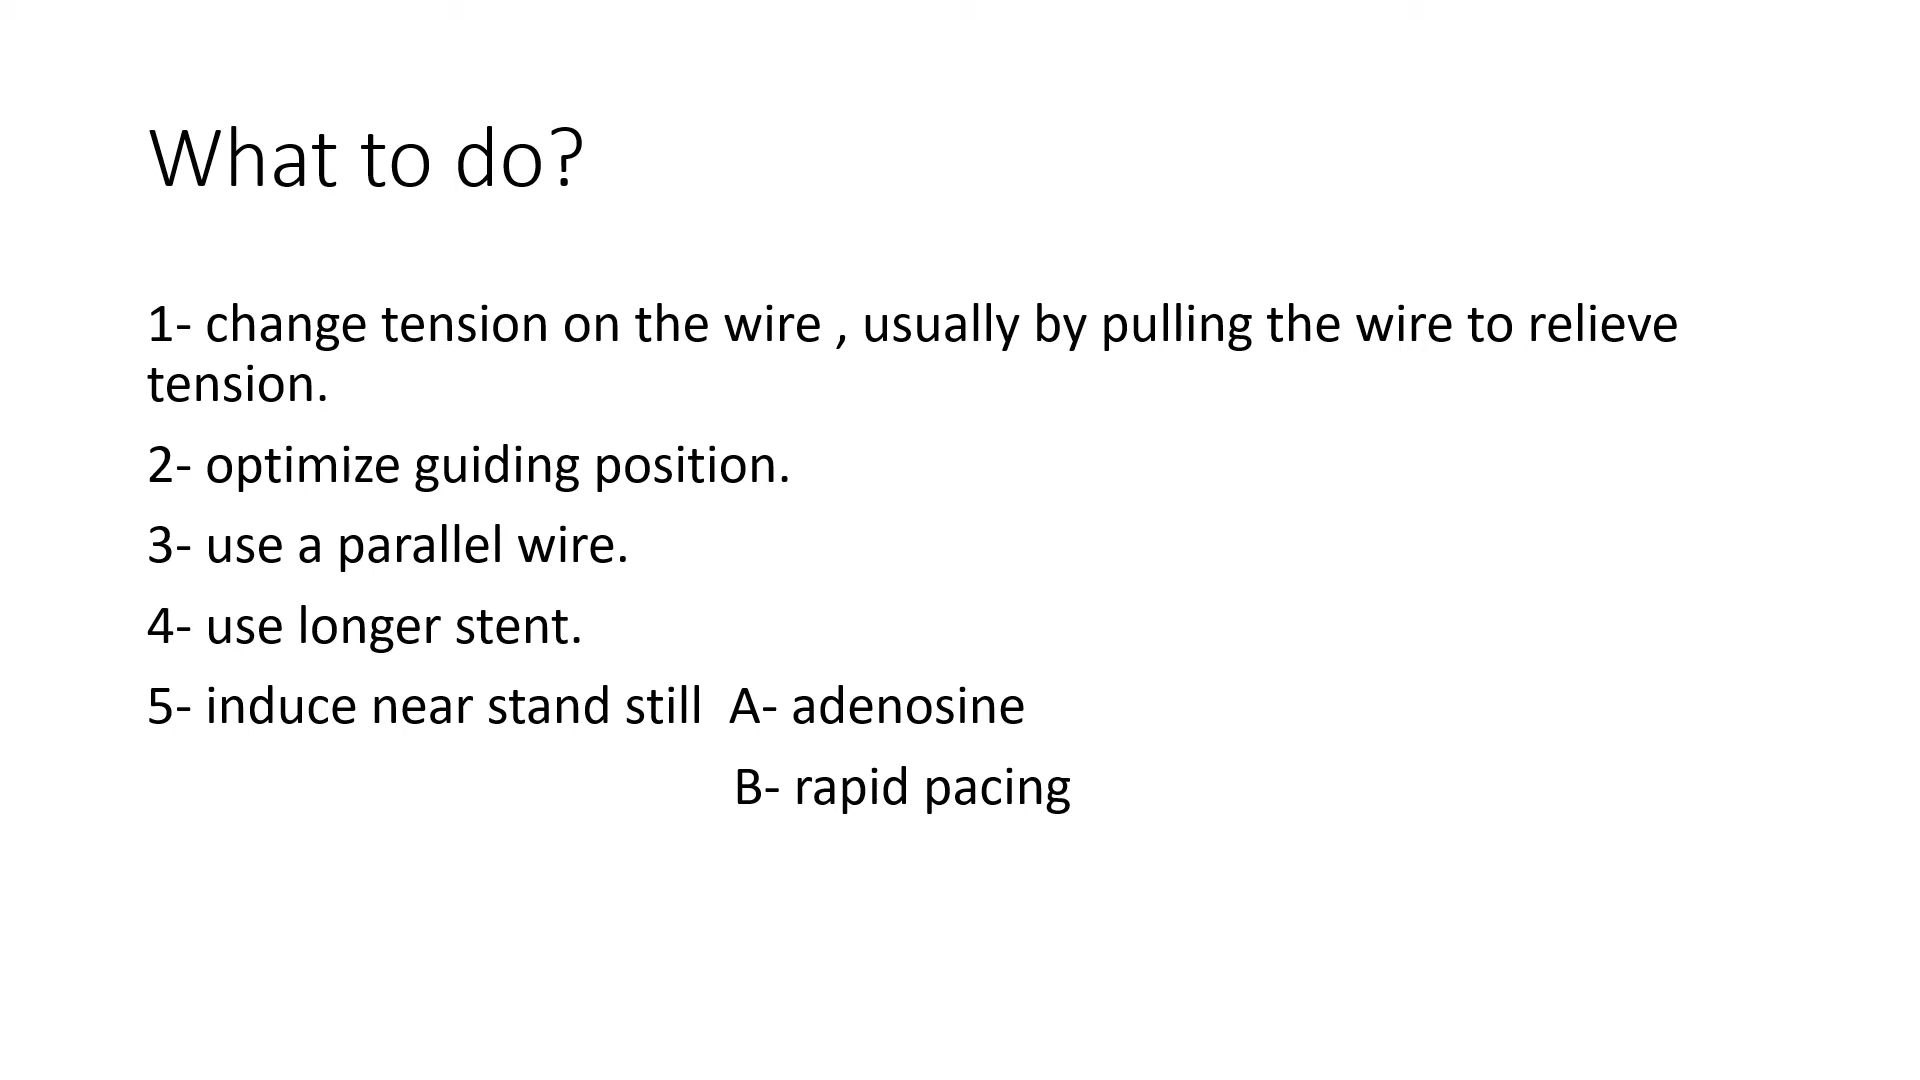 What to do?
1- change tension on the wire , usually by pulling the wire to relieve
tension.
2- optimize guiding position.
3- use a parallel wire.
4- use longer stent.
5- induce near stand still  A- adenosine
B- rapid pacing